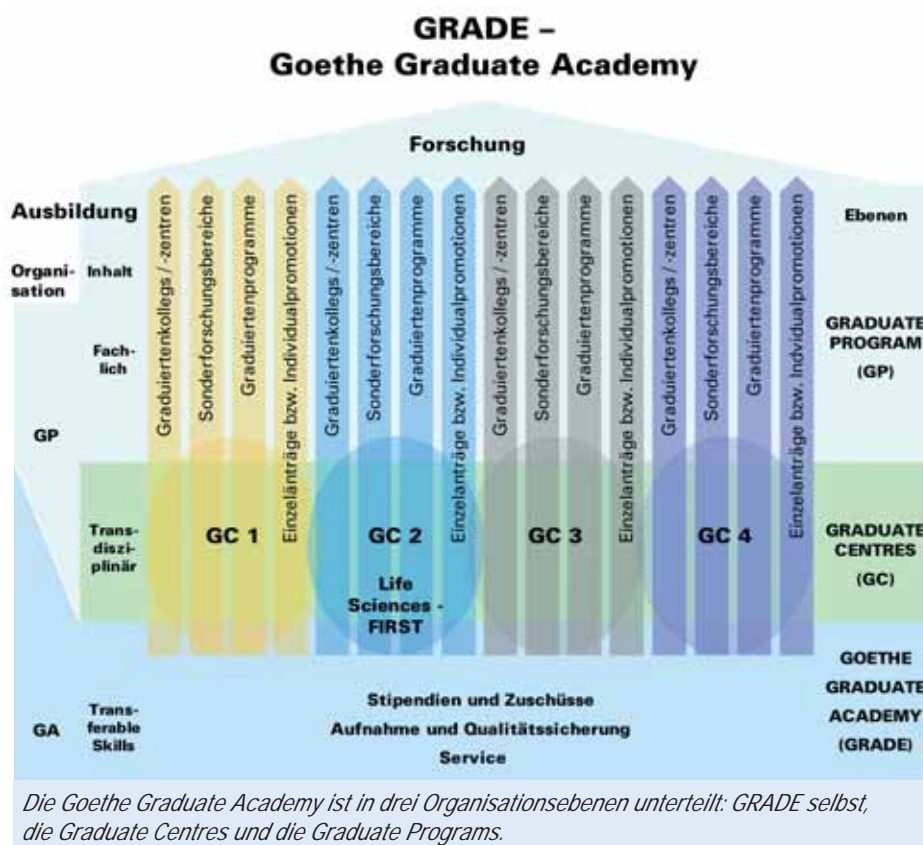 GRADE –
Goethe Graduate Academy
Forschung
Ausbildung
Ebenen
Organi-
sation
Inhalt
Fach-
lich
GP
Graduiertenkollegs / -zentren
Sonderforschungsbereiche
Graduiertenprogramme
Einzelänträge bzw. Individualpromotionen
Graduiertenkollegs / -zentren
Sonderforschungsbereiche
Graduiertenprogramme
Einzelanträge bzw. Individualpromotionen
Graduiertenkollegs / -zentren
Sonderforschungsbereiche
Graduiertenprogramme
Einzelanträge bzw. Individualpromotionen
Graduiertenkollegs / -zentren
Sonderforschungsbereiche
Graduiertenprogramme
Einzelanträge bzw. Individualpromotionen
GRADUATE
PROGRAM
(GP)
Trans-
diszi-
plinär
GC 1
GC 2
Life
Sciences -
FIRST
GC 3
GC 4
GRADUATE
CENTRES
(GC)
GA
Trans-
ferable
Skills
Stipendien und Zuschüsse
Aufnahme und Qualitätssicherung
Service
GOETHE
GRADUATE
ACADEMY
(GRADE)
Die Goethe Graduate Academy ist in drei Organisationsebenen unterteilt: GRADE selbst,
die Graduate Centres und die Graduate Programs.